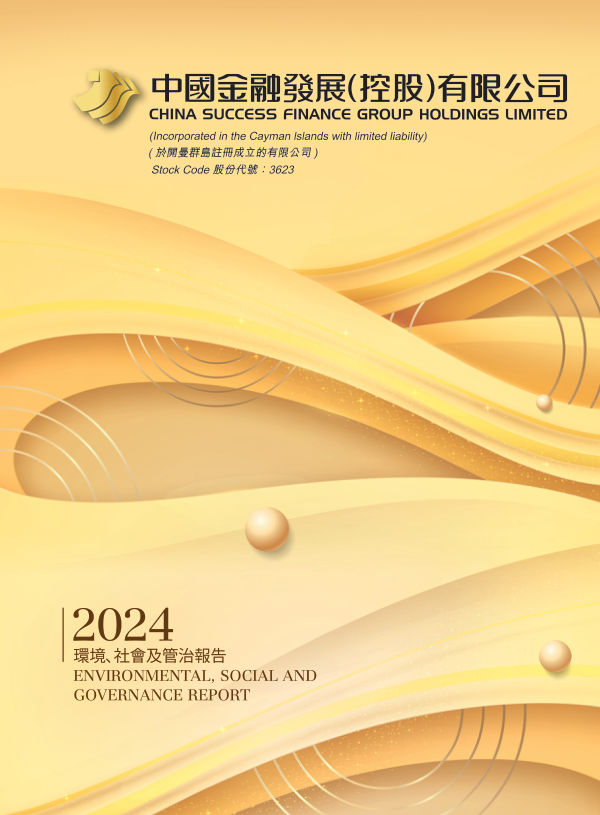 中國金融發展(控股)有限公司
CHINA SUCCESS FINANCE GROUP HOLDINGS LIMITED
(Incorporated in the Cayman Islands with limited liability)
(於開曼群島註冊成立的有限公司)
Stock Code 股份代號：3623
2024
環境、社會及管治報告
ENVIRONMENTAL, SOCIAL AND
GOVERNANCE REPORT